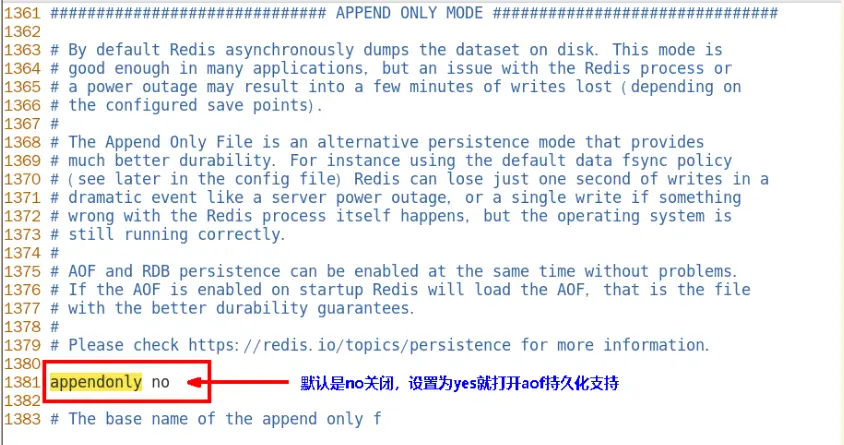 1361 ############################## APPEND ONLY MODE ###############################
1362
1363 # By default Redis asynchronously dumps the dataset on disk. This mode is
1364 # good enough in many applications, but an issue with the Redis process or
1365 # a power outage may result into a few minutes of writes lost (depending on
1366 # the configured save points).
1367 #
1368 # The Append Only File is an alternative persistence mode that provides
1369 # much better durability. For instance using the default data fsync policy
1370 # (see later in the config file) Redis can lose just one second of writes in a
1371 # dramatic event like a server power outage, or a single write if something
1372 # wrong with the Redis process itself happens, but the operating system is
1373 # still running correctly.
1374 #
1375 # AOF and RDB persistence can be enabled at the same time without problems.
1376 # If the AOF is enabled on startup Redis will load the AOF, that is the file
1377 # with the better durability guarantees.
1378 #
1379 # Please check https://redis.io/topics/persistence for more information.
1380
1381 appendonly no 默认是no关闭，设置为yes就打开aof持久化支持
1382
1383 # The base name of the append only f